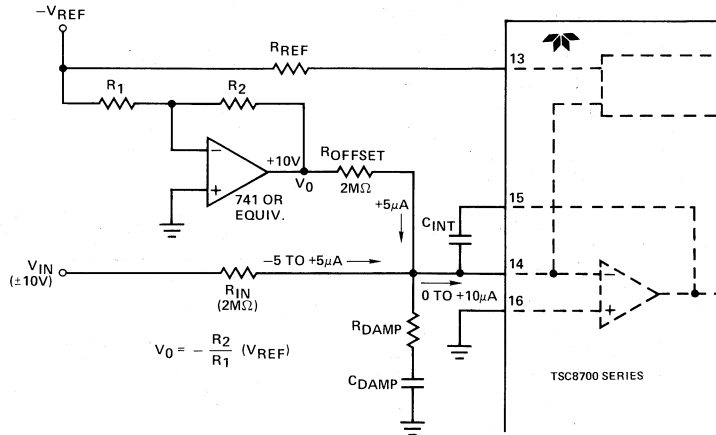 −VREF
RREF
13
R1
R2
ROFFSET
−
+10V
V0
2MΩ
+
741 OR
EQUIV.
+5μA
CINT
15
VIN
(±10V)
−5 TO +5μA
14
−
RIN
(2MΩ)
0 TO +10μA
16
+
RDAMP
V0 = − R2/R1 (VREF)
CDAMP
TSC8700 SERIES